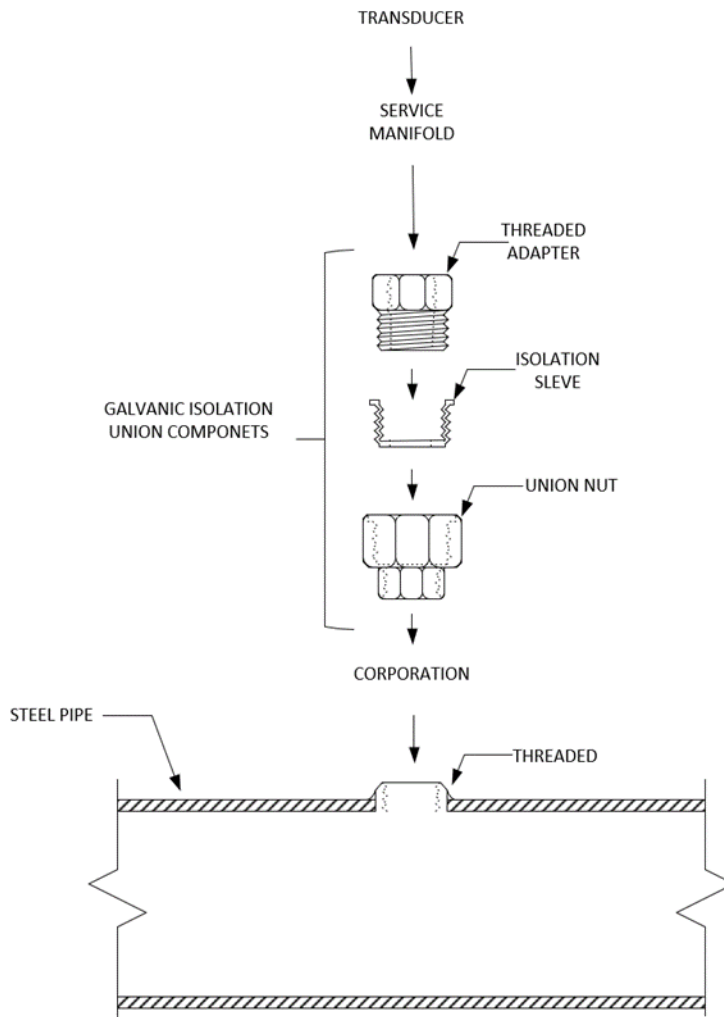 TRANSDUCER
SERVICE
MANIFOLD
THREADED
ADAPTER
ISOLATION
SLEVE
GALVANIC ISOLATION
UNION COMPONETS
UNION NUT
CORPORATION
STEEL PIPE
THREADED